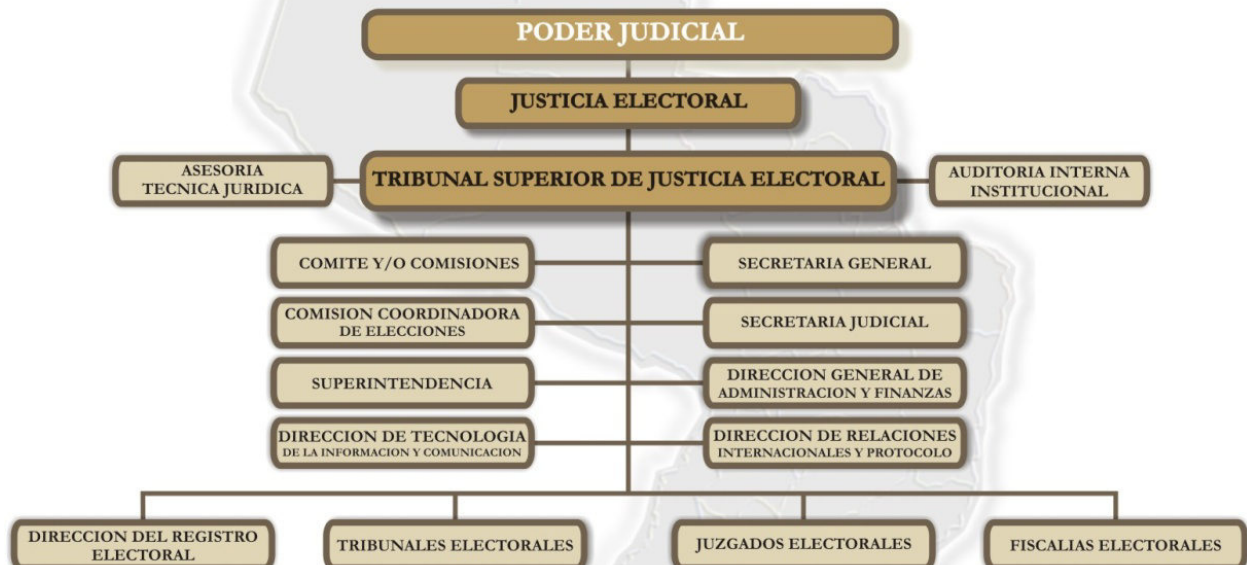 PODER JUDICIAL
JUSTICIA ELECTORAL
ASESORIA
TECNICA JURIDICA
TRIBUNAL SUPERIOR DE JUSTICIA ELECTORAL
AUDITORIA INTERNA
INSTITUCIONAL
COMITE Y/O COMISIONES
SECRETARIA GENERAL
COMISION COORDINADORA
DE ELECCIONES
SECRETARIA JUDICIAL
SUPERINTENDENCIA
DIRECCION GENERAL DE
ADMINISTRACION Y FINANZAS
DIRECCION DE TECNOLOGIA
DE LA INFORMACION Y COMUNICACION
DIRECCION DE RELACIONES
INTERNACIONALES Y PROTOCOLO
DIRECCION DEL REGISTRO
ELECTORAL
TRIBUNALES ELECTORALES
JUZGADOS ELECTORALES
FISCALIAS ELECTORALES